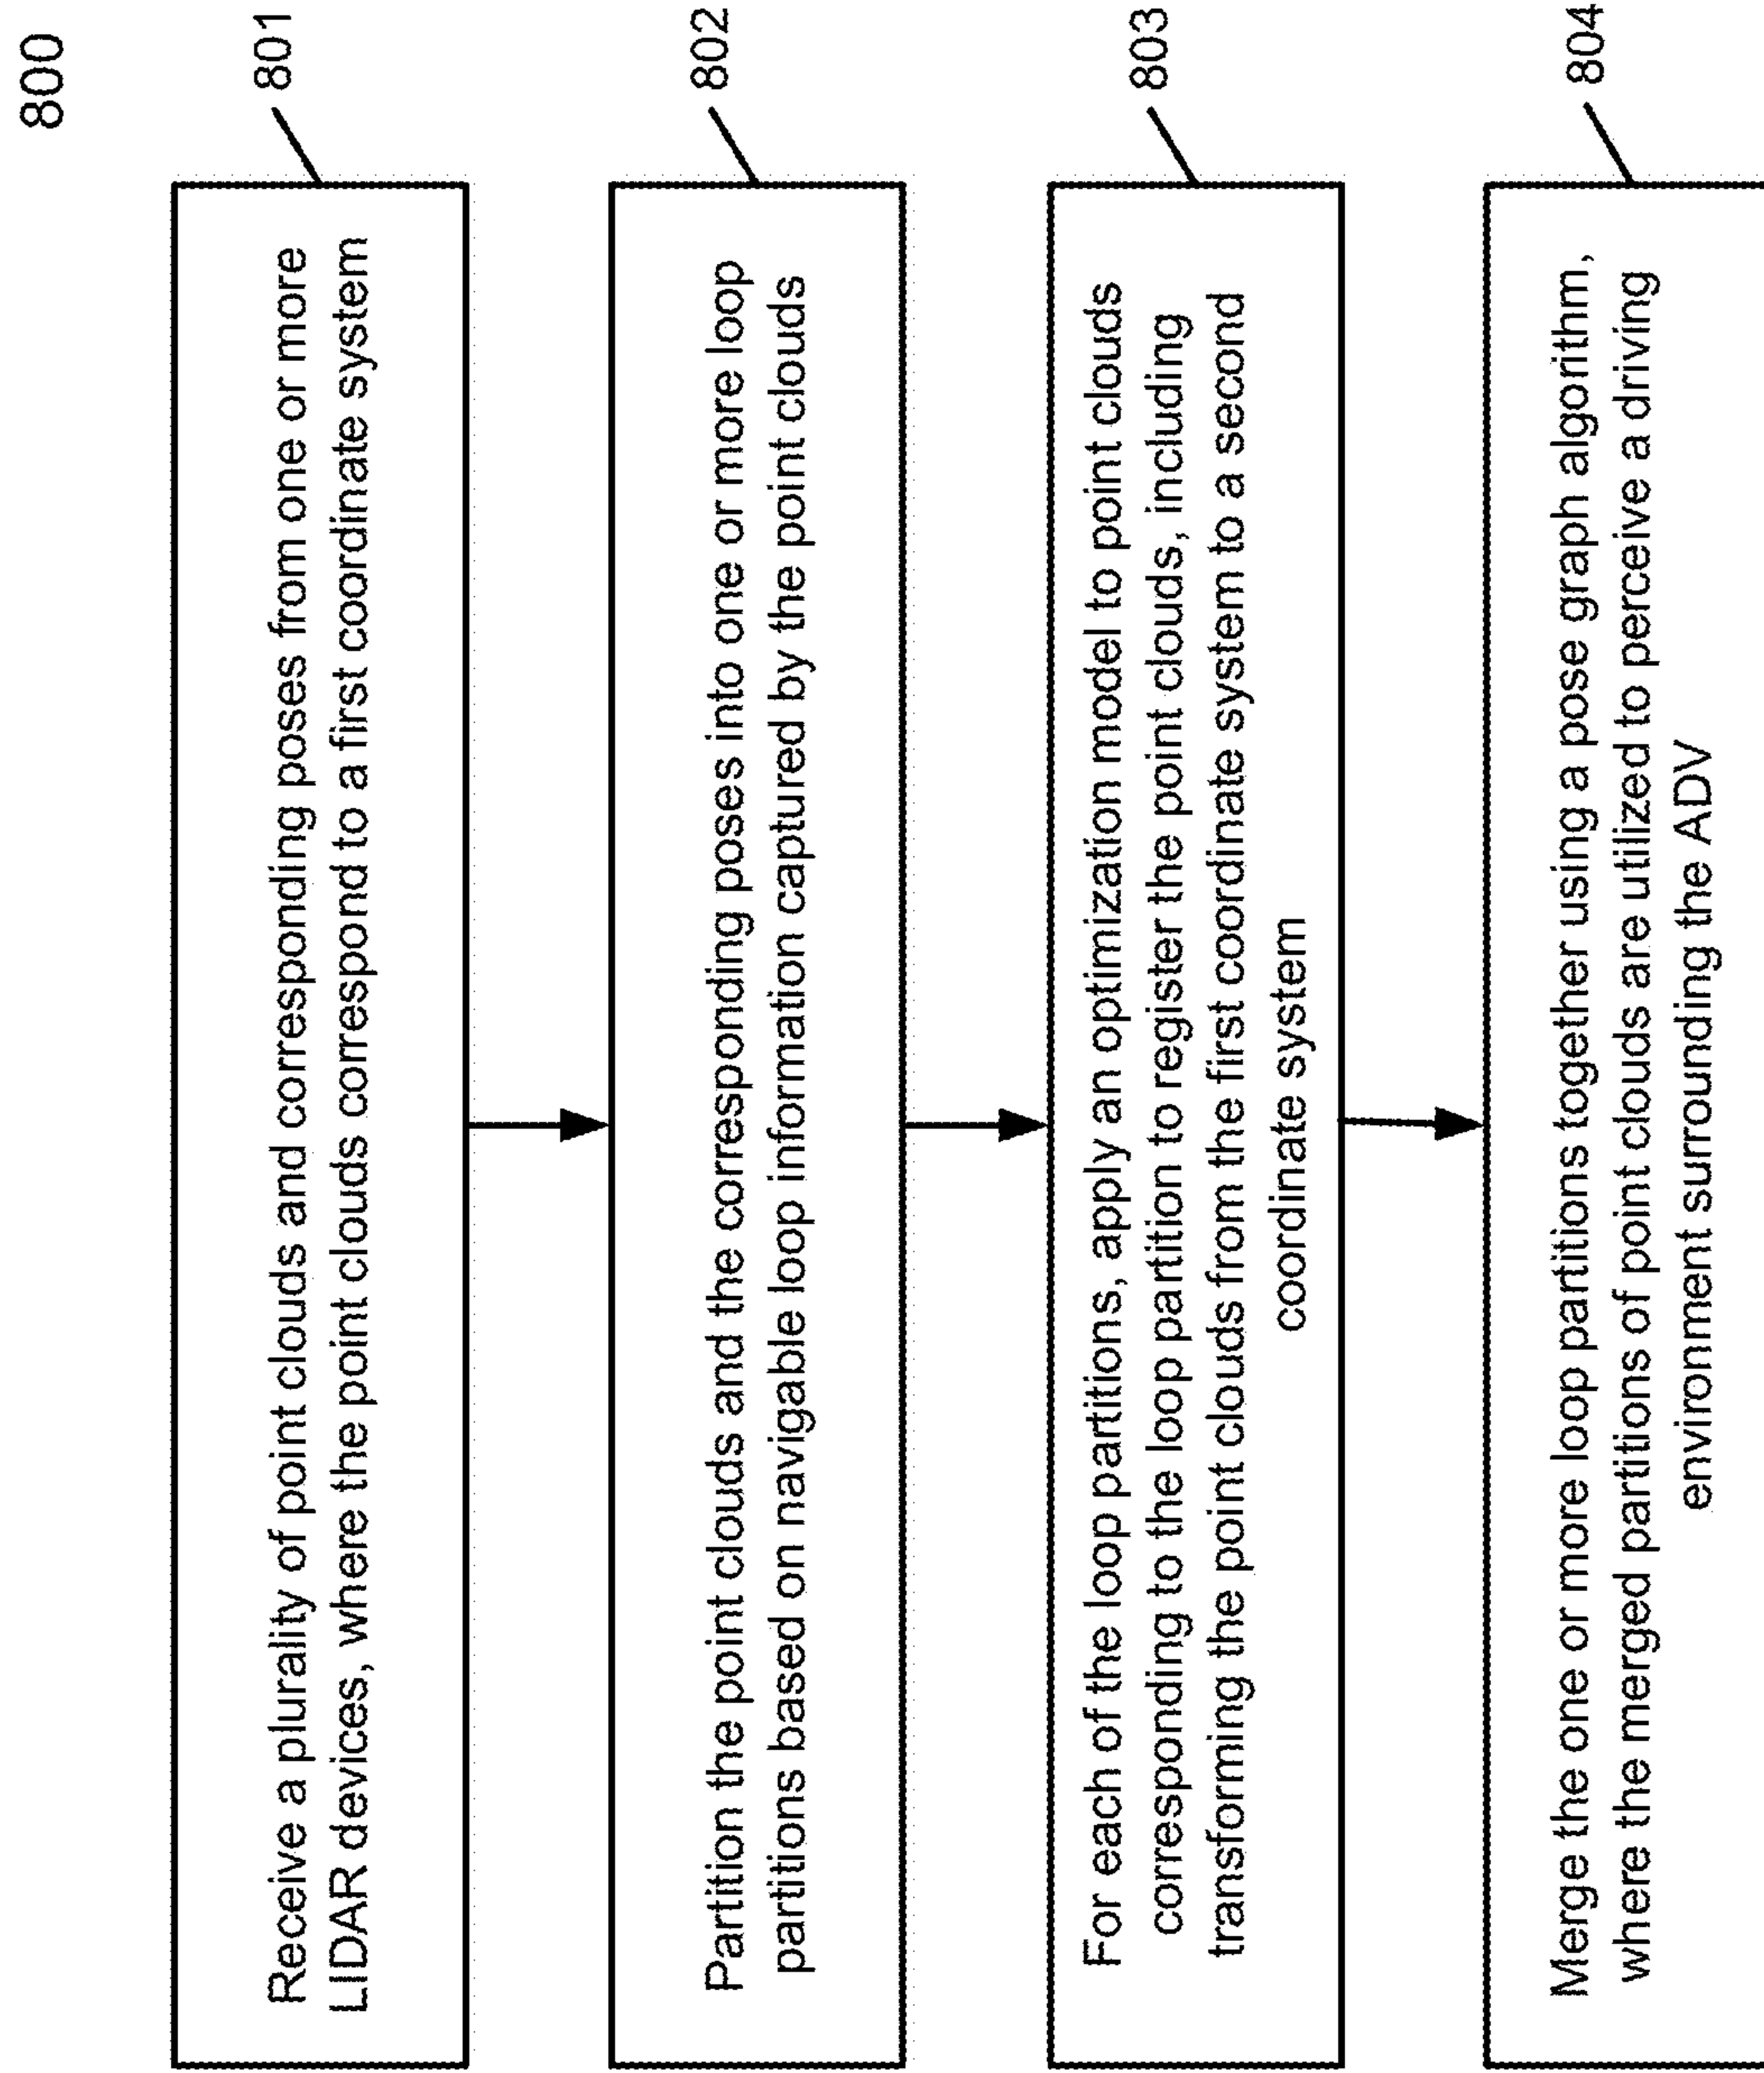 800
801
Receive a plurality of point clouds and corresponding poses from one or more
LIDAR devices, where the point clouds correspond to a first coordinate system
802
Partition the point clouds and the corresponding poses into one or more loop
partitions based on navigable loop information captured by the point clouds
803
For each of the loop partitions, apply an optimization model to point clouds
corresponding to the loop partition to register the point clouds, including
transforming the point clouds from the first coordinate system to a second
coordinate system
804
Merge the one or more loop partitions together using a pose graph algorithm,
where the merged partitions of point clouds are utilized to perceive a driving
environment surrounding the ADV